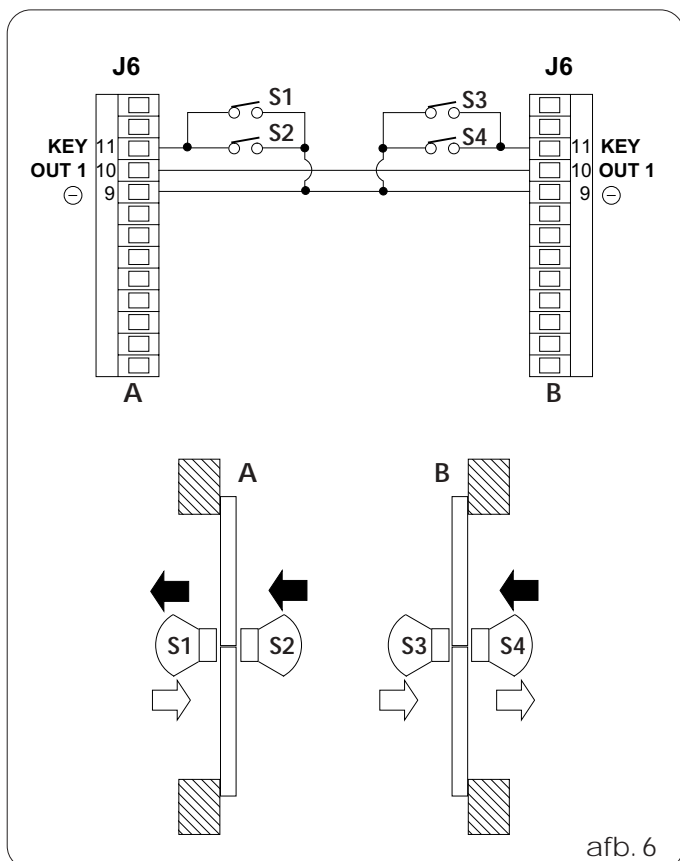 J6 J6
S1 S3
S2 S4
KEY 11 11 KEY
OUT 1 10 10 OUT 1
⊖ 9 9 ⊖
A B
A B
S1 S2 S3 S4
afb. 6